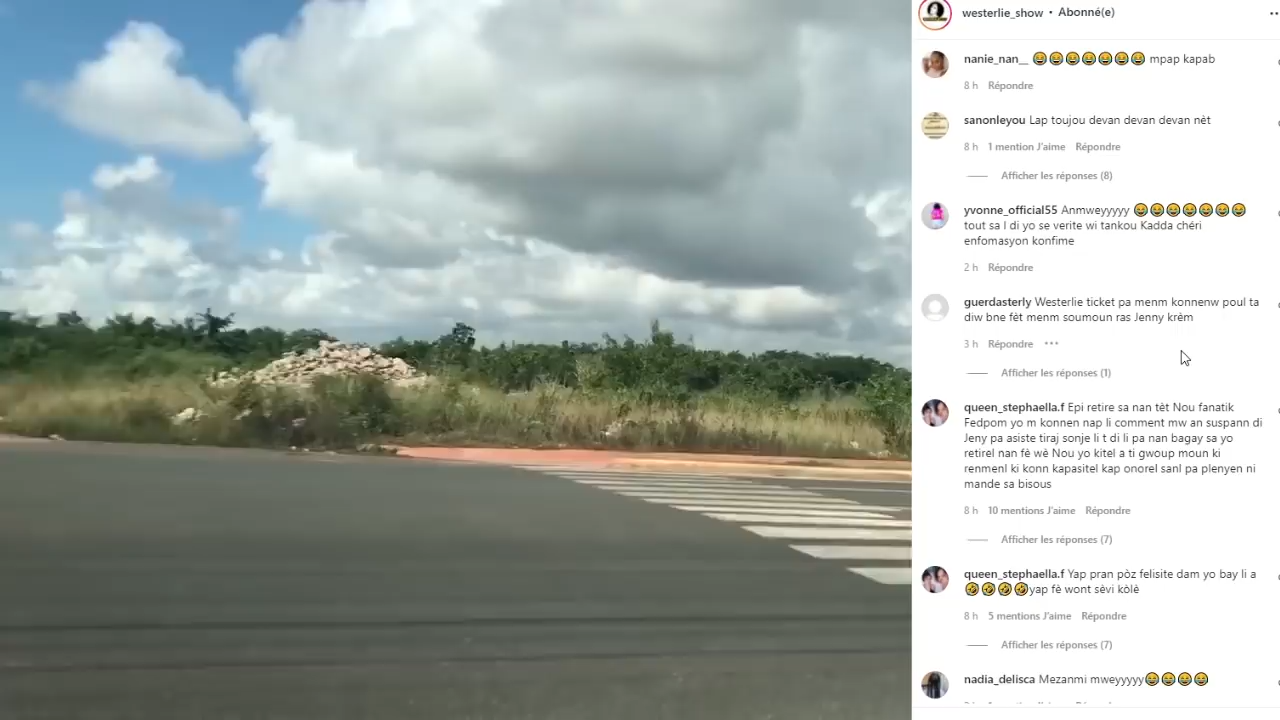 westerlie_show • Abonné(e)
nanie_nan__ 😂😂😂😂😂😂😂 mpap kapab
8 h Répondre
sanonleyou Lap toujou devan devan devan nèt
8 h 1 mention J'aime Répondre
Afficher les réponses (8)
yvonne_official55 Anmweyyyyy 😂😂😂😂😂😂😂
tout sa l di yo se verite wi tankou Kadda chéri
enfomasyon konfime
2 h Répondre
guerdasterly Westerlie ticket pa menm konnenw poul ta
diw bne fèt menm soumoun ras Jenny krèm
3 h Répondre •••
Afficher les réponses (1)
queen_stephaella.f Epi retire sa nan tèt Nou fanatik
Fedpom yo m konnen nap li comment mw an suspann di
Jeny pa asiste tiraj sonje li t di li pa nan bagay sa yo
retirel nan fè wè Nou yo kitel a ti gwoup moun ki
renmenl ki konn kapasitel kap onorel sanl pa plenyen ni
mande sa bisous
8 h 10 mentions J'aime Répondre
Afficher les réponses (7)
queen_stephaella.f Yap pran pòz felisite dam yo bay li a
🤣🤣🤣🤣yap fè wont sèvi kòlè
8 h 5 mentions J'aime Répondre
Afficher les réponses (7)
nadia_delisca Mezanmi mweyyyyy😂😂😂😂